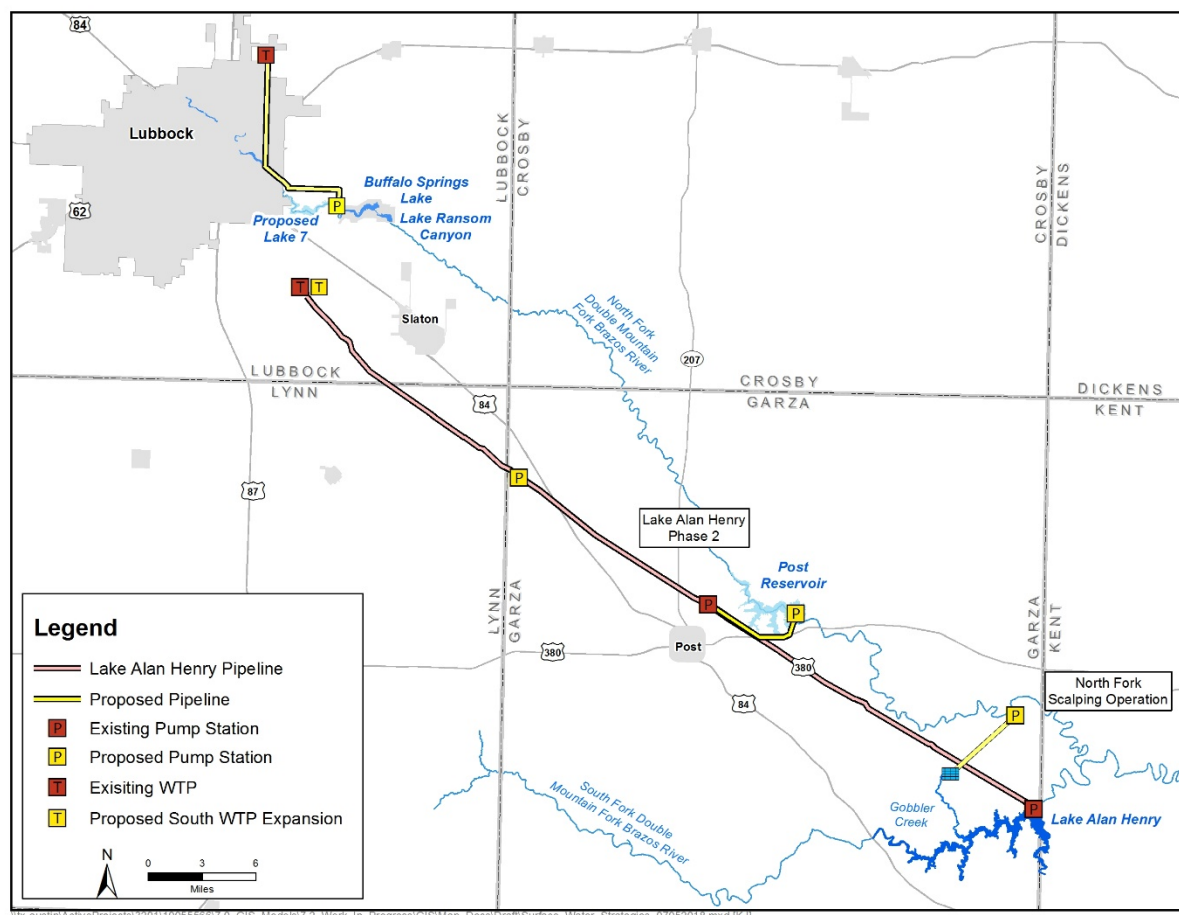 84
T
Lubbock
LUBBOCK
CROSBY
CROSBY
DICKENS
62
P
Buffalo Springs
Lake
Lake Ransom
Canyon
Proposed
Lake 7
T
T
Slaton
North Fork
Double Mountain
Fork Brazos River
207
LUBBOCK
LYNN
CROSBY
GARZA
DICKENS
KENT
84
87
P
Lake Alan Henry
Phase 2
Post
Reservoir
P
P
LYNN
GARZA
GARZA
KENT
Post
380
380
84
North Fork
Scalping Operation
P
South Fork Double
Mountain Fork Brazos River
Gobbler
Creek
P
Lake Alan Henry
Legend
Lake Alan Henry Pipeline
Proposed Pipeline
P Existing Pump Station
P Proposed Pump Station
T Exisiting WTP
T Proposed South WTP Expansion
N
0 3 6
Miles